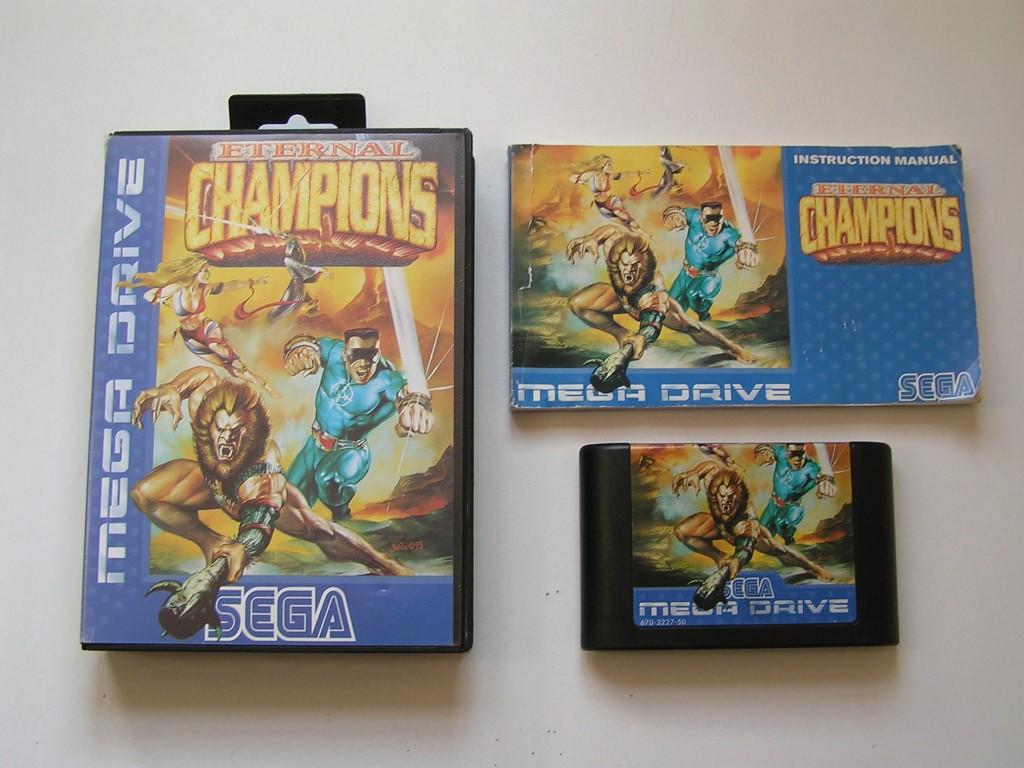 ETERNAL
CHAMPIONS
MEGA DRIVE
SEGA
INSTRUCTION MANUAL
ETERNAL
CHAMPIONS
MEGA DRIVE
SEGA
SEGA
MEGA DRIVE
670-3227-50